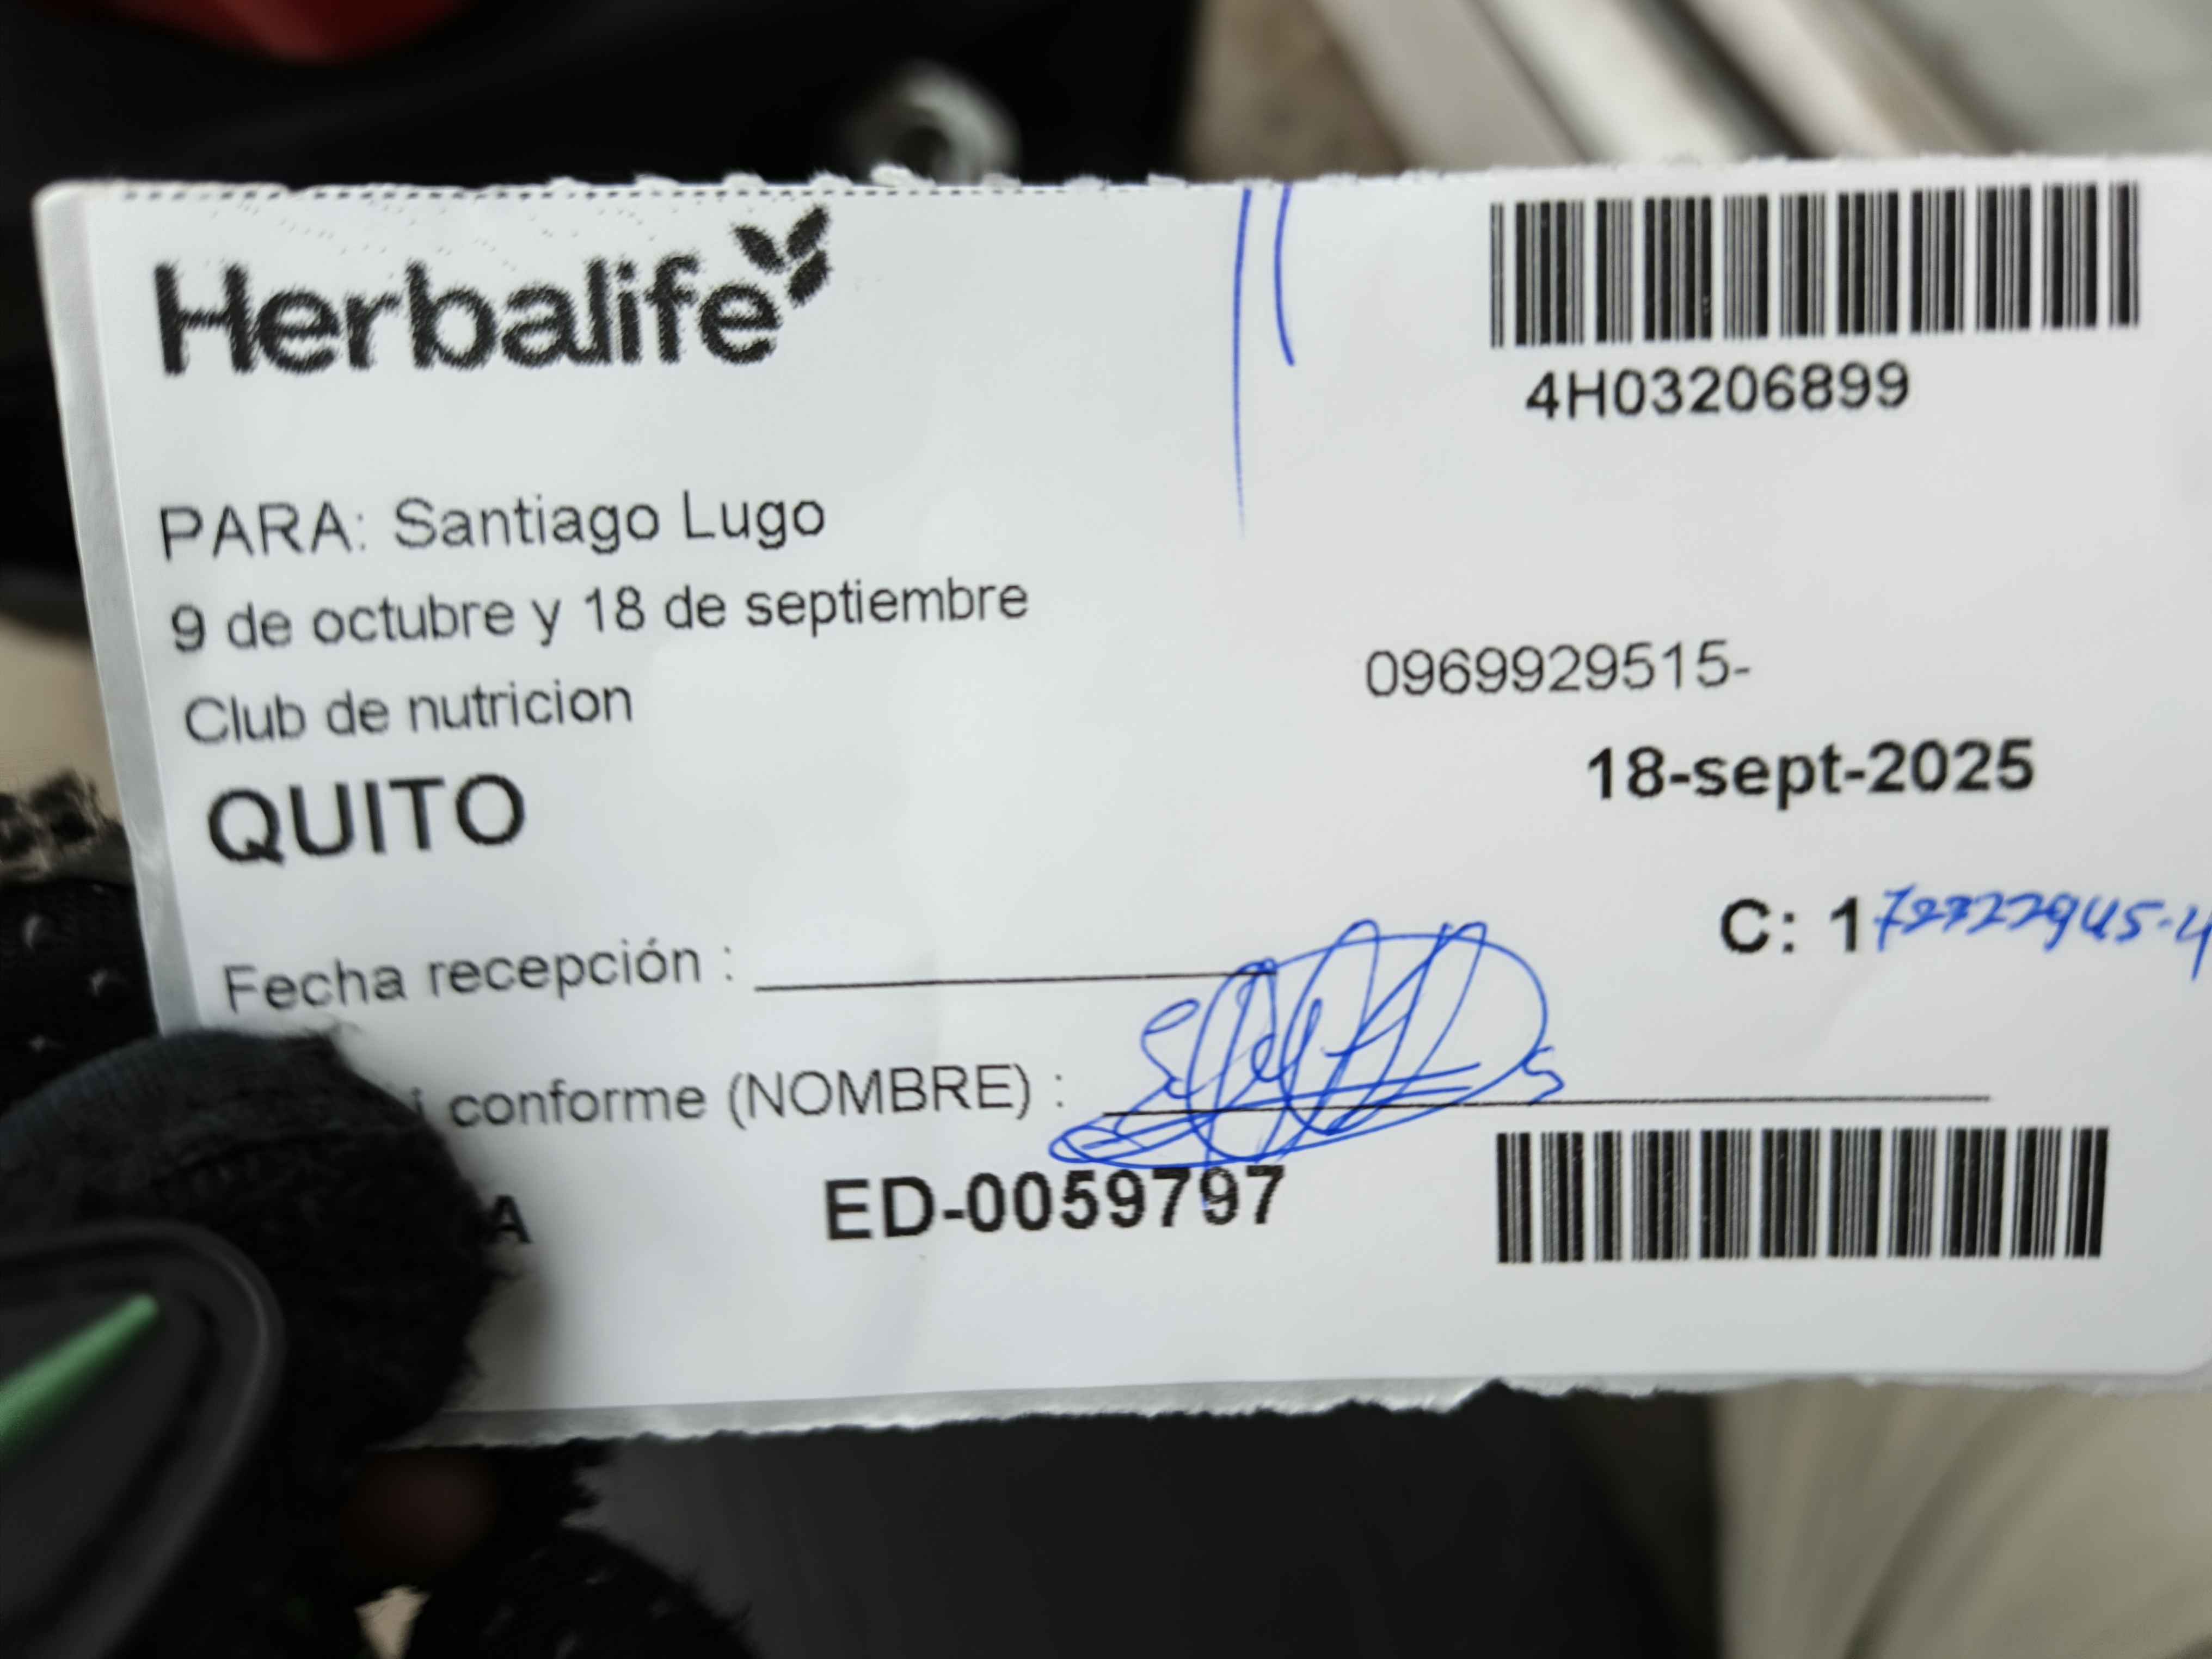 Herbalife
4H03206899
PARA: Santiago Lugo
9 de octubre y 18 de septiembre
0969929515-
Club de nutricion
18-sept-2025
QUITO
C: 1
Fecha recepción :
conforme (NOMBRE) :
ED-0059797